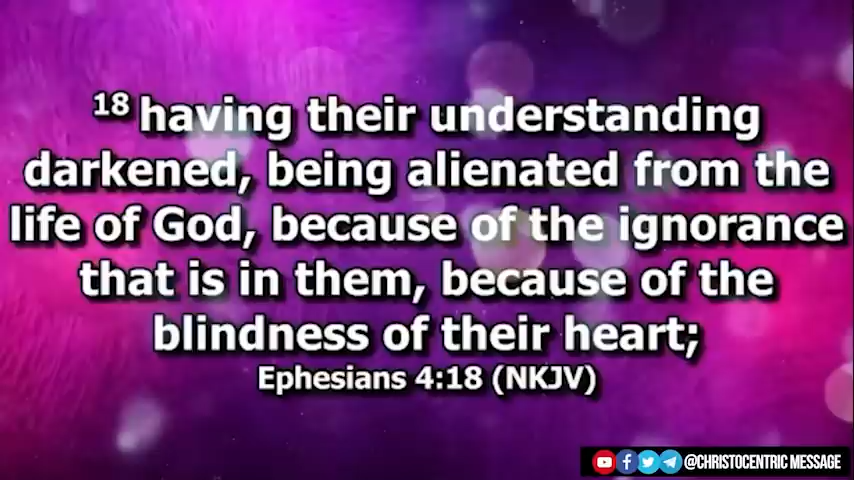 18 having their understanding
darkened, being alienated from the
life of God, because of the ignorance
that is in them, because of the
blindness of their heart;
Ephesians 4:18 (NKJV)
@CHRISTOCENTRIC MESSAGE